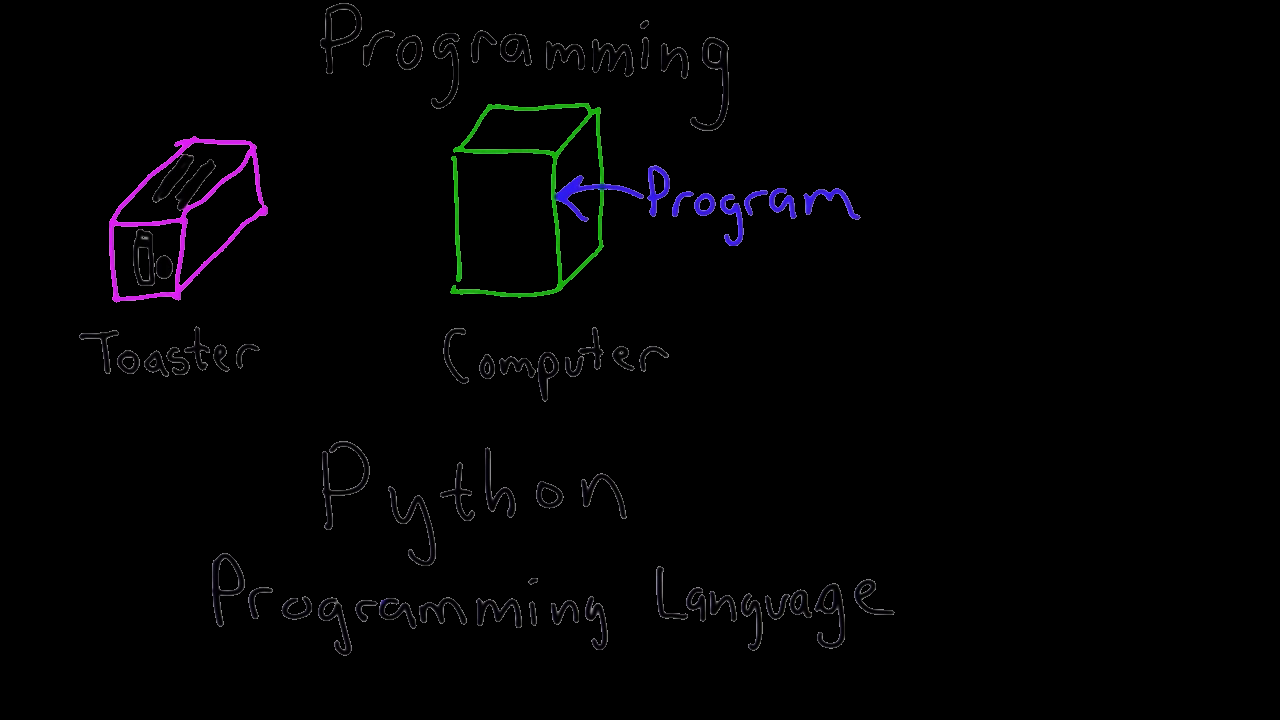 Programming
Program
Toaster
Computer
Python
Programming Language